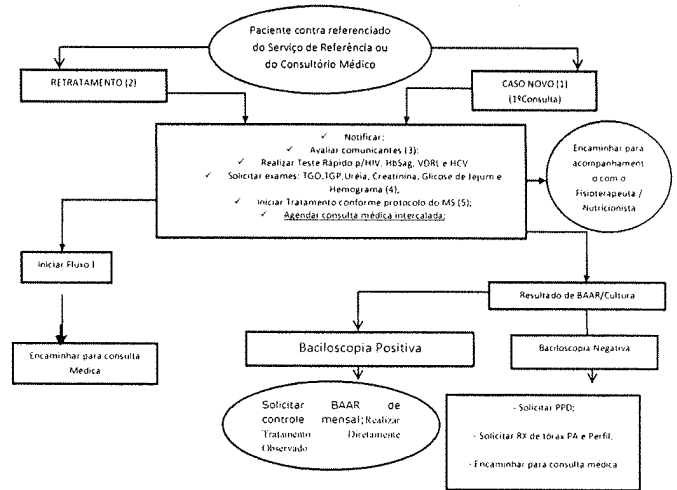 Paciente contra referenciado
do Serviço de Referência ou
do Consultório Médico
RETRATAMENTO (2)
CASO NOVO (1)
(1ªConsulta)
✓ Notificar;
✓ Avaliar comunicantes (3);
✓ Realizar Teste Rápido p/HIV, HbSag, VDRL e HCV
✓ Solicitar exames: TGO,TGP,Uréia, Creatinina, Glicose de Jejum e
Hemograma (4),
✓ Iniciar Tratamento conforme protocolo do MS (5);
✓ Agendar consulta médica intercalada;
Encaminhar para
acompanhament
o com o
Fisioterapeuta /
Nutricionista
Iniciar Fluxo I
Encaminhar para consulta
Médica
Resultado de BAAR/Cultura
Baciloscopia Positiva
Baciloscopia Negativa
Solicitar BAAR de
controle mensal; Realizar
Tratamento Diretamente
Observado
- Solicitar PPD;
- Solicitar RX de tórax PA e Perfil;
- Encaminhar para consulta médica